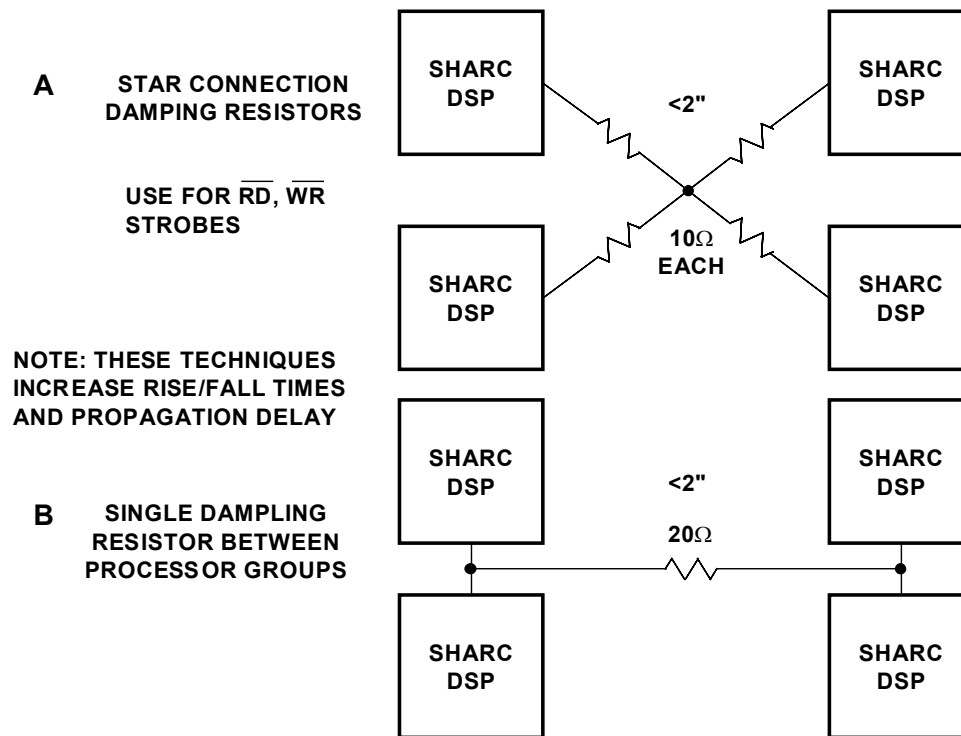 A
STAR CONNECTION
DAMPING RESISTORS
USE FOR R̅D̅, W̅R̅
STROBES
SHARC
DSP
<2"
SHARC
DSP
SHARC
DSP
10Ω
EACH
SHARC
DSP
NOTE: THESE TECHNIQUES
INCREASE RISE/FALL TIMES
AND PROPAGATION DELAY
B
SINGLE DAMPLING
RESISTOR BETWEEN
PROCESSOR GROUPS
SHARC
DSP
<2"
20Ω
SHARC
DSP
SHARC
DSP
SHARC
DSP